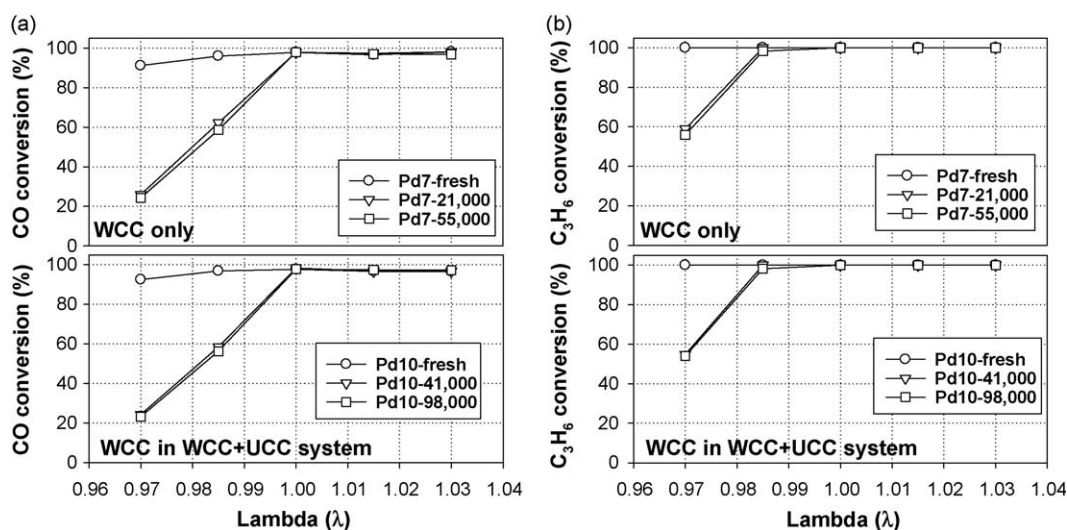 (a)
CO conversion (%)
100
80
60
40
20
0
Pd7-fresh
Pd7-21,000
Pd7-55,000
WCC only
CO conversion (%)
100
80
60
40
20
0
Pd10-fresh
Pd10-41,000
Pd10-98,000
WCC in WCC+UCC system
0.96 0.97 0.98 0.99 1.00 1.01 1.02 1.03 1.04
Lambda (λ)
(b)
C₃H₆ conversion (%)
100
80
60
40
20
0
Pd7-fresh
Pd7-21,000
Pd7-55,000
WCC only
C₃H₆ conversion (%)
100
80
60
40
20
0
Pd10-fresh
Pd10-41,000
Pd10-98,000
WCC in WCC+UCC system
0.96 0.97 0.98 0.99 1.00 1.01 1.02 1.03 1.04
Lambda (λ)